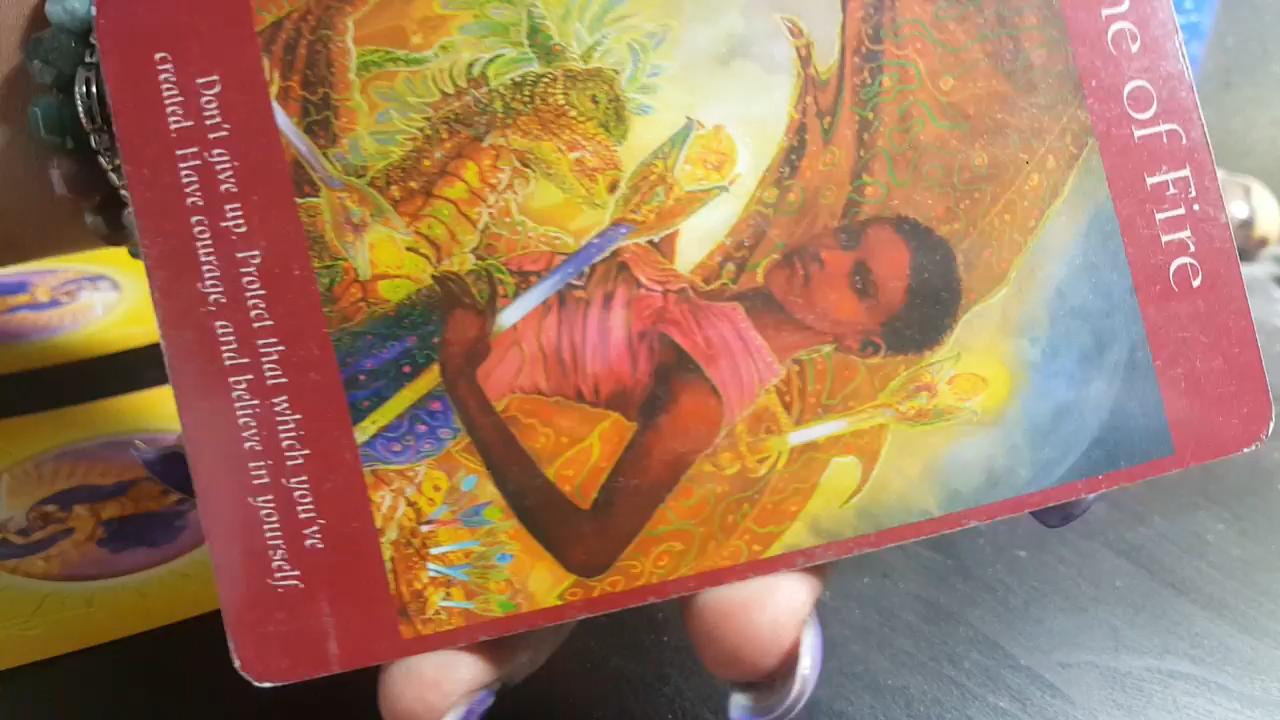 ne of Fire
Don't give up. Protect that which you've
created. Have courage, and believe in yourself.